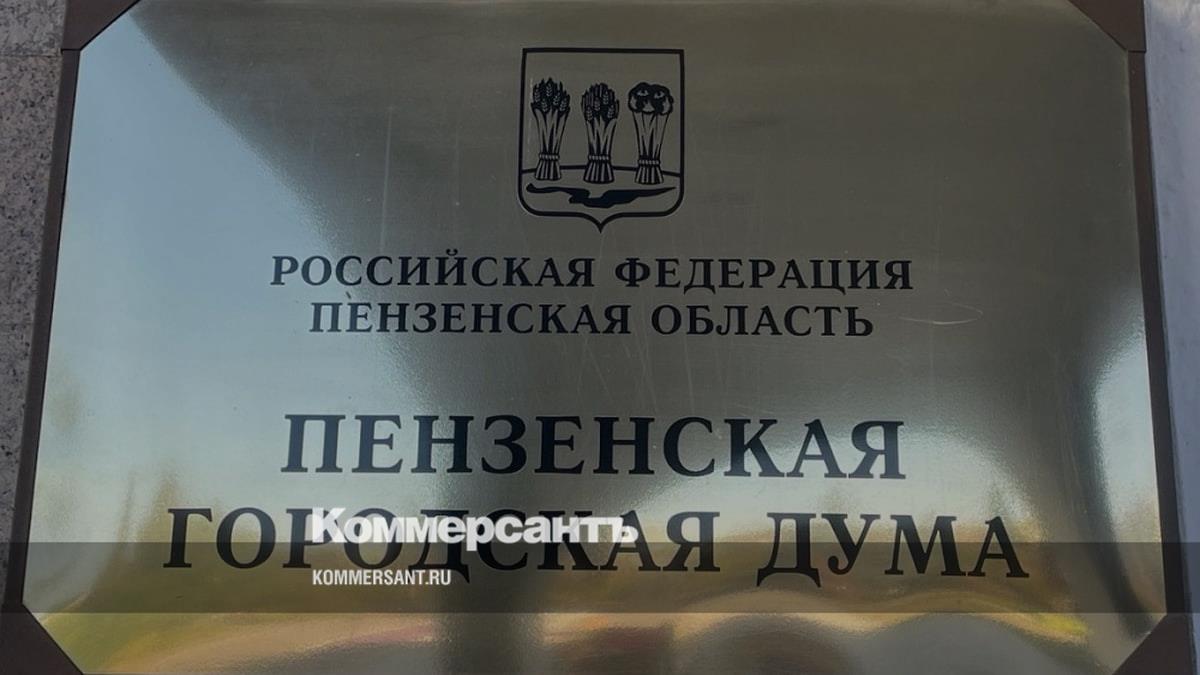 РОССИЙСКАЯ ФЕДЕРАЦИЯ
ПЕНЗЕНСКАЯ ОБЛАСТЬ
ПЕНЗЕНСКАЯ
ГОРОДСКАЯ ДУМА
Коммерсантъ
KOMMERSANT.RU